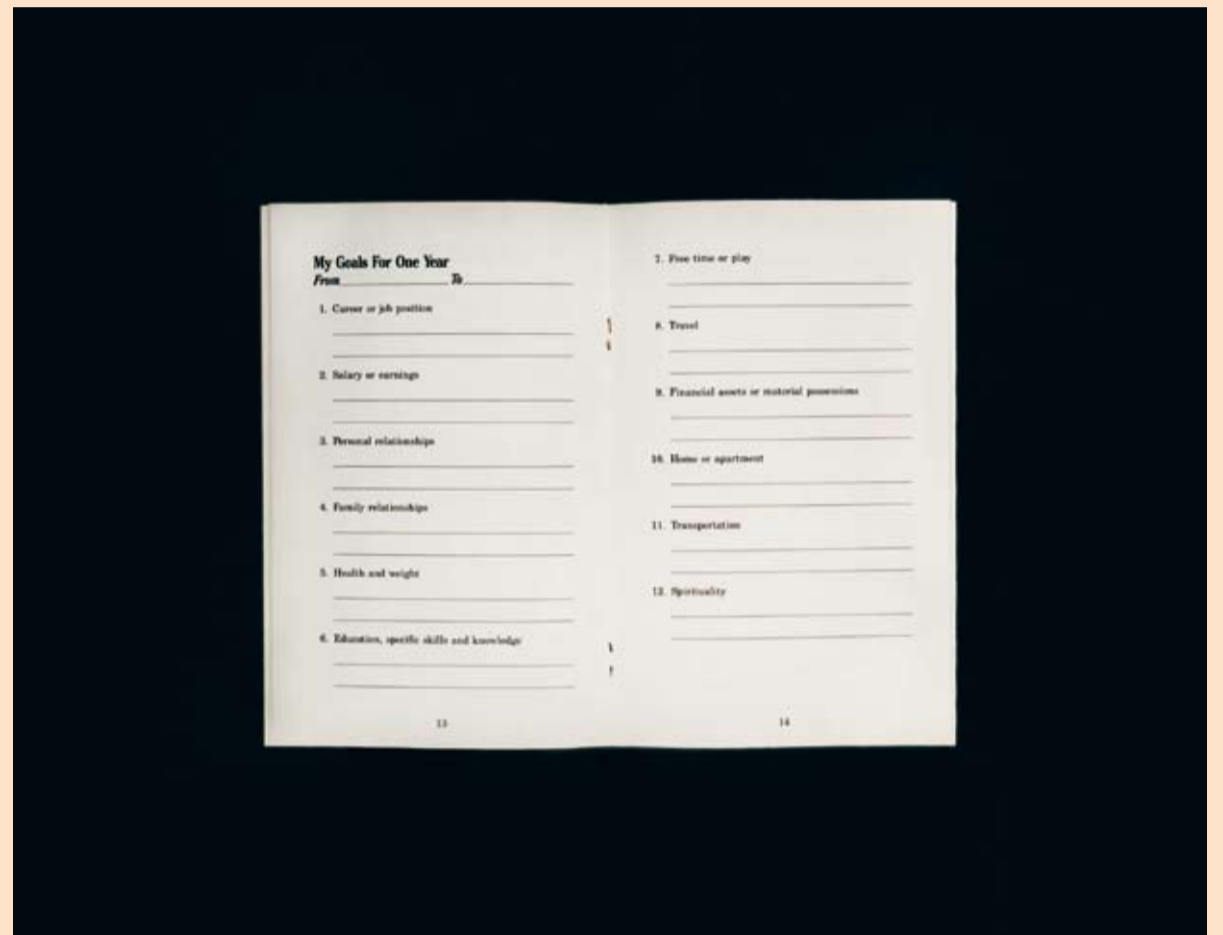 My Goals For One Year
From To
1. Career or job position
2. Salary or earnings
3. Personal relationships
4. Family relationships
5. Health and weight
6. Education, specific skills and knowledge
13
7. Free time or play
8. Travel
9. Financial assets or material possessions
10. Home or apartment
11. Transportation
12. Spirituality
14